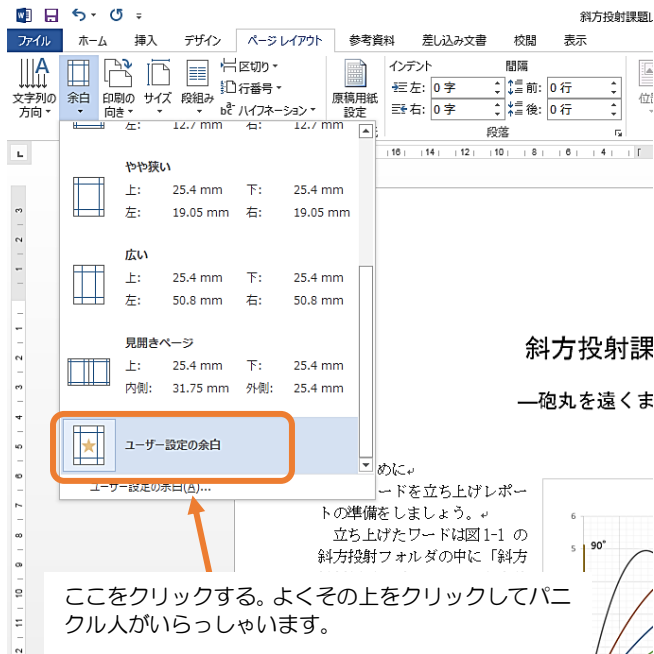 斜方投射課題
ファイル ホーム 挿入 デザイン ページ レイアウト 参考資料 差し込み文書 校閲 表示
文字列の方向 余白 印刷の向き サイズ 段組み
区切り
行番号
ハイフネーション
原稿用紙設定
インデント 間隔
左: 0 字 前: 0 行
右: 0 字 後: 0 行
段落
16 14 12 10 8 6 4
左: 12.7 mm 右: 12.7 mm
やや狭い
上: 25.4 mm 下: 25.4 mm
左: 19.05 mm 右: 19.05 mm
広い
上: 25.4 mm 下: 25.4 mm
左: 50.8 mm 右: 50.8 mm
見開きページ
上: 25.4 mm 下: 25.4 mm
内側: 31.75 mm 外側: 25.4 mm
ユーザー設定の余白
ユーザー設定の余白(A)...
斜方投射課
―砲丸を遠くま
めに
ードを立ち上げレポー
トの準備をしましょう。
立ち上げたワードは図1-1 の
斜方投射フォルダの中に「斜方
6
5
90°
ここをクリックする。よくその上をクリックしてパニ
クル人がいらっしゃいます。